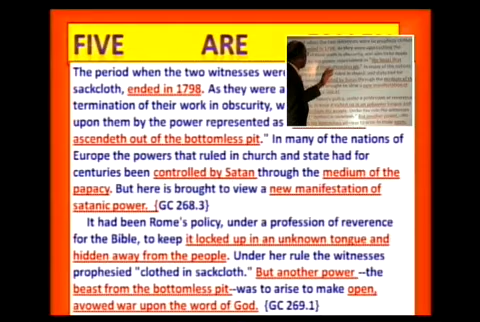 FIVE ARE
The period when the two witnesses were
sackcloth, ended in 1798. As they were a
termination of their work in obscurity, w
upon them by the power represented as
ascendeth out of the bottomless pit." In many of the nations of
Europe the powers that ruled in church and state had for
centuries been controlled by Satan through the medium of the
papacy. But here is brought to view a new manifestation of
satanic power. {GC 268.3}
It had been Rome's policy, under a profession of reverence
for the Bible, to keep it locked up in an unknown tongue and
hidden away from the people. Under her rule the witnesses
prophesied "clothed in sackcloth." But another power --the
beast from the bottomless pit--was to arise to make open,
avowed war upon the word of God. {GC 269.1}